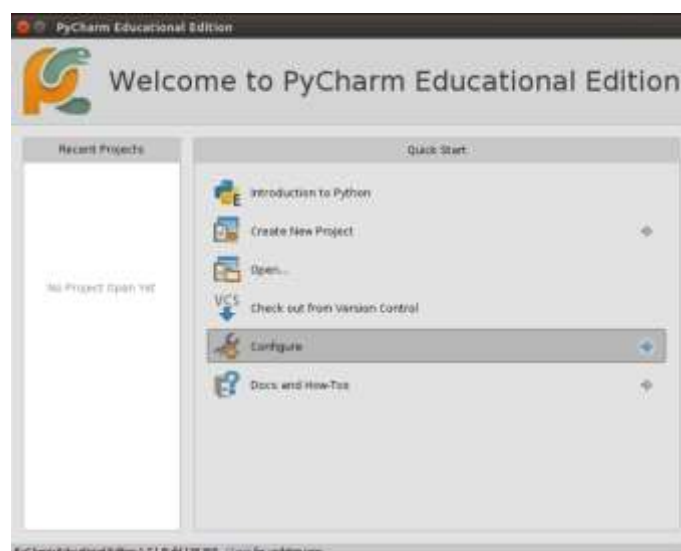 PyCharm Educational Edition
Welcome to PyCharm Educational Edition
Recent Projects
Quick Start
No Project Open Yet
Introduction to Python
Create New Project
Open...
VCS
Check out from Version Control
Configure
Docs and How-Tos